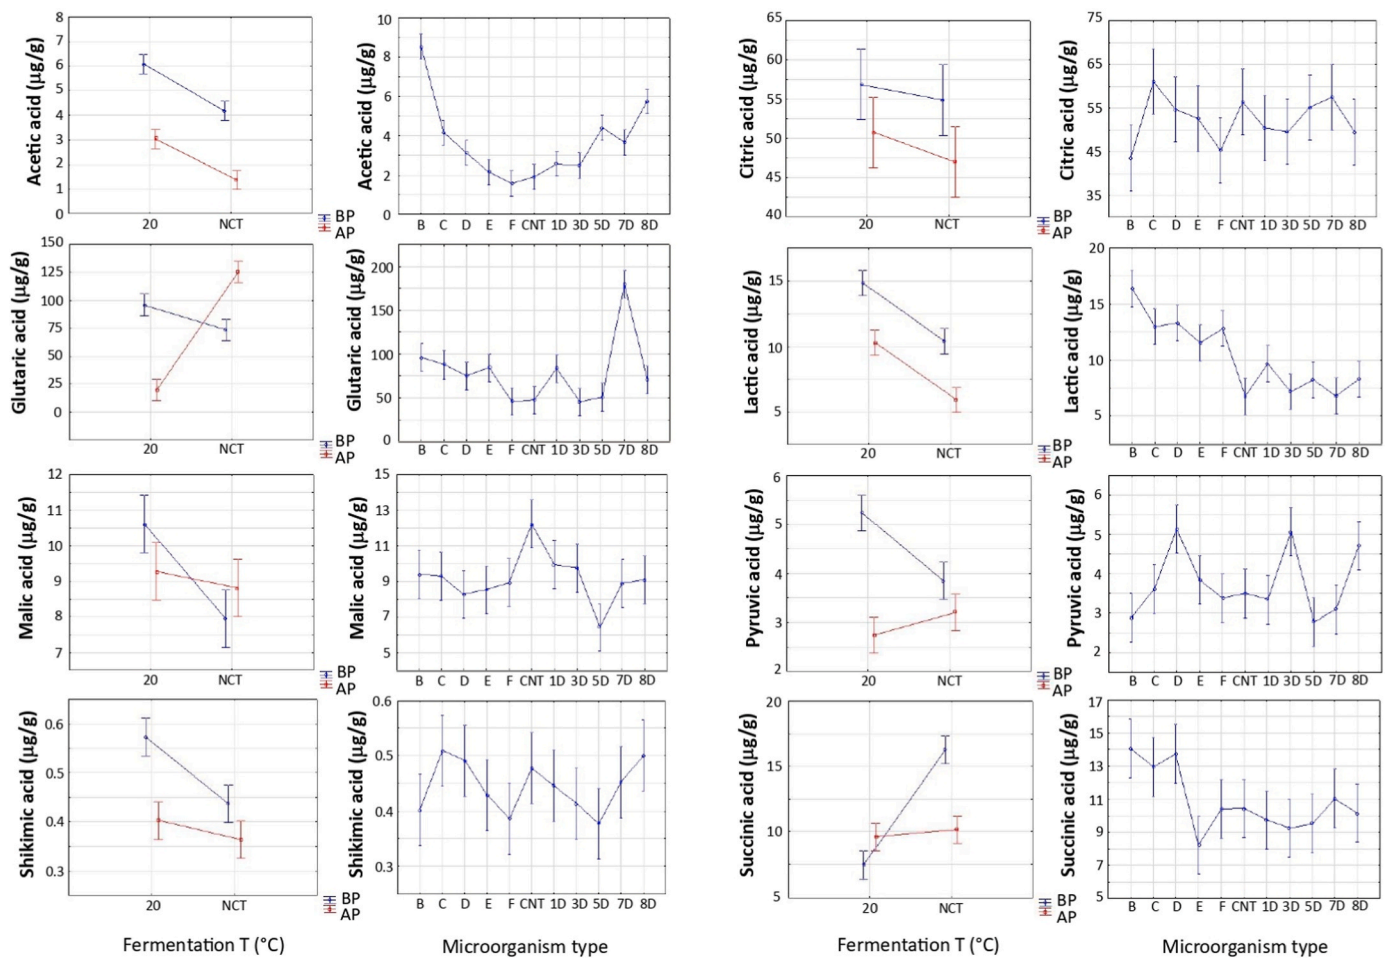 Acetic acid (µg/g)
8
7
6
5
4
3
2
1
0
20 NCT
BP
AP
Acetic acid (µg/g)
10
8
6
4
2
0
B C D E F CNT 1D 3D 5D 7D 8D
Citric acid (µg/g)
65
60
55
50
45
40
20 NCT
BP
AP
Citric acid (µg/g)
75
65
55
45
35
B C D E F CNT 1D 3D 5D 7D 8D
Glutaric acid (µg/g)
150
125
100
75
50
25
0
20 NCT
BP
AP
Glutaric acid (µg/g)
200
150
100
50
0
B C D E F CNT 1D 3D 5D 7D 8D
Lactic acid (µg/g)
15
10
5
20 NCT
BP
AP
Lactic acid (µg/g)
20
15
10
5
B C D E F CNT 1D 3D 5D 7D 8D
Malic acid (µg/g)
12
11
10
9
8
7
20 NCT
BP
AP
Malic acid (µg/g)
15
13
11
9
7
5
B C D E F CNT 1D 3D 5D 7D 8D
Pyruvic acid (µg/g)
6
5
4
3
2
20 NCT
BP
AP
Pyruvic acid (µg/g)
6
5
4
3
2
B C D E F CNT 1D 3D 5D 7D 8D
Shikimic acid (µg/g)
0.6
0.5
0.4
0.3
20 NCT
BP
AP
Shikimic acid (µg/g)
0.6
0.5
0.4
0.3
B C D E F CNT 1D 3D 5D 7D 8D
Succinic acid (µg/g)
20
15
10
5
20 NCT
BP
AP
Succinic acid (µg/g)
17
15
13
11
9
7
5
B C D E F CNT 1D 3D 5D 7D 8D
Fermentation T (°C) Microorganism type Fermentation T (°C) Microorganism type